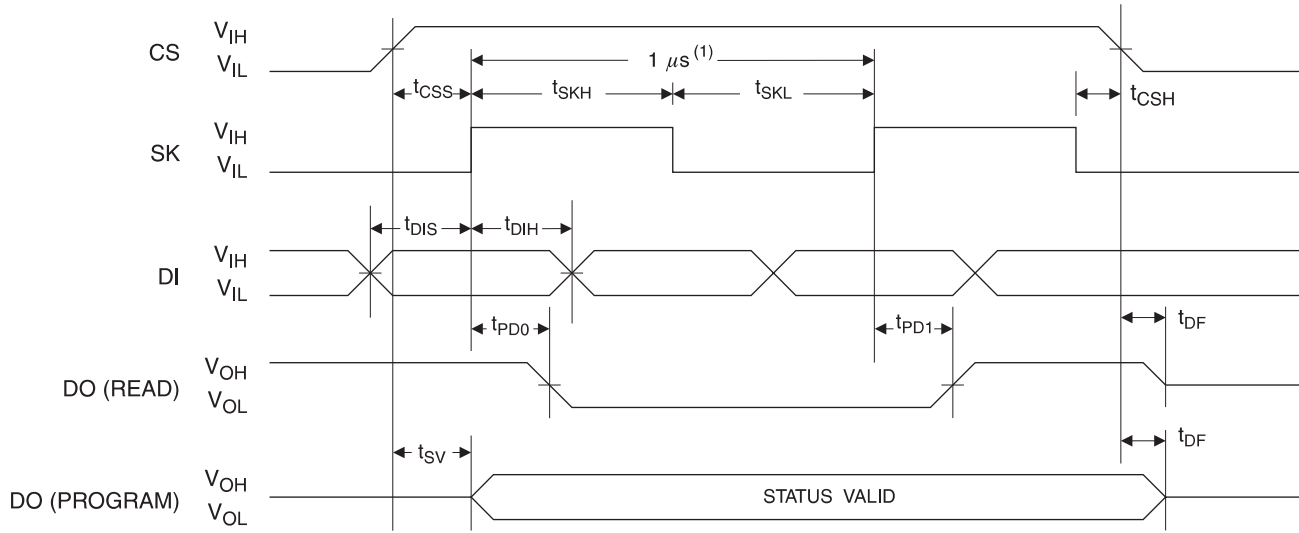 CS
V_IH
V_IL
1 μs(1)
t_CSS
t_SKH
t_SKL
t_CSH
SK
V_IH
V_IL
t_DIS
t_DIH
DI
V_IH
V_IL
t_PD0
t_PD1
t_DF
DO (READ)
V_OH
V_OL
t_SV
t_DF
DO (PROGRAM)
V_OH
V_OL
STATUS VALID